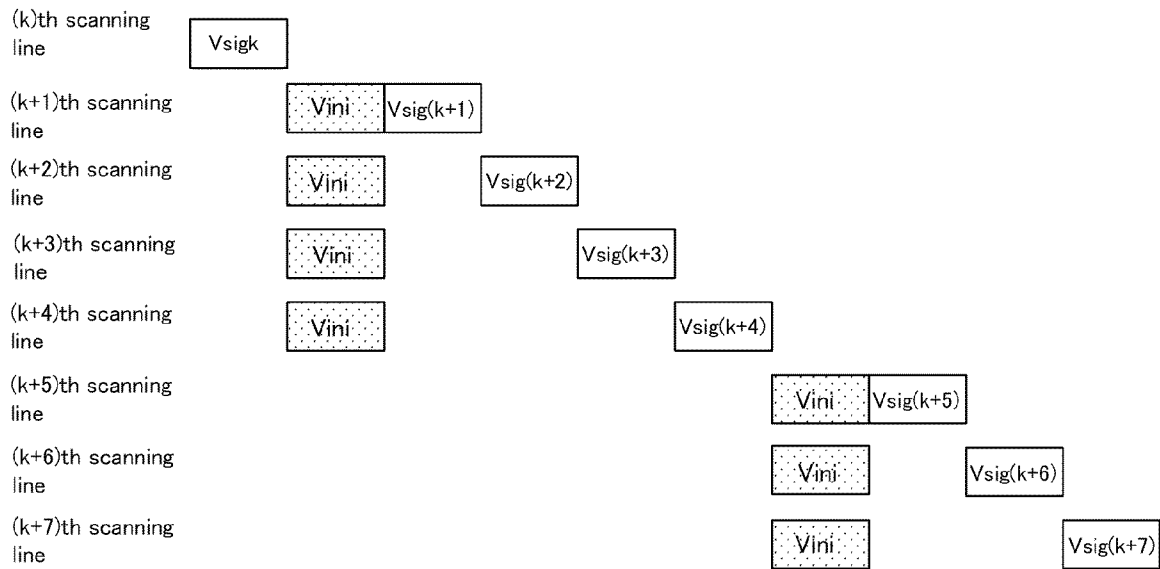 (k)th scanning
line
Vsigk
(k+1)th scanning
line
Vini
Vsig(k+1)
(k+2)th scanning
line
Vini
Vsig(k+2)
(k+3)th scanning
line
Vini
Vsig(k+3)
(k+4)th scanning
line
Vini
Vsig(k+4)
(k+5)th scanning
line
Vini
Vsig(k+5)
(k+6)th scanning
line
Vini
Vsig(k+6)
(k+7)th scanning
line
Vini
Vsig(k+7)